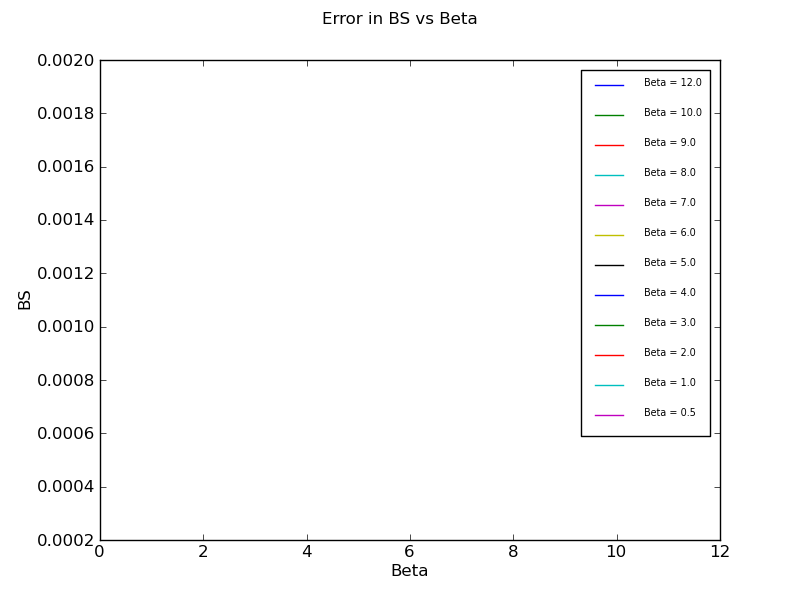 Error in BS vs Beta
0.0020
0.0018
0.0016
0.0014
0.0012
0.0010
0.0008
0.0006
0.0004
0.0002
BS
0 2 4 6 8 10 12
Beta
Beta = 12.0
Beta = 10.0
Beta = 9.0
Beta = 8.0
Beta = 7.0
Beta = 6.0
Beta = 5.0
Beta = 4.0
Beta = 3.0
Beta = 2.0
Beta = 1.0
Beta = 0.5